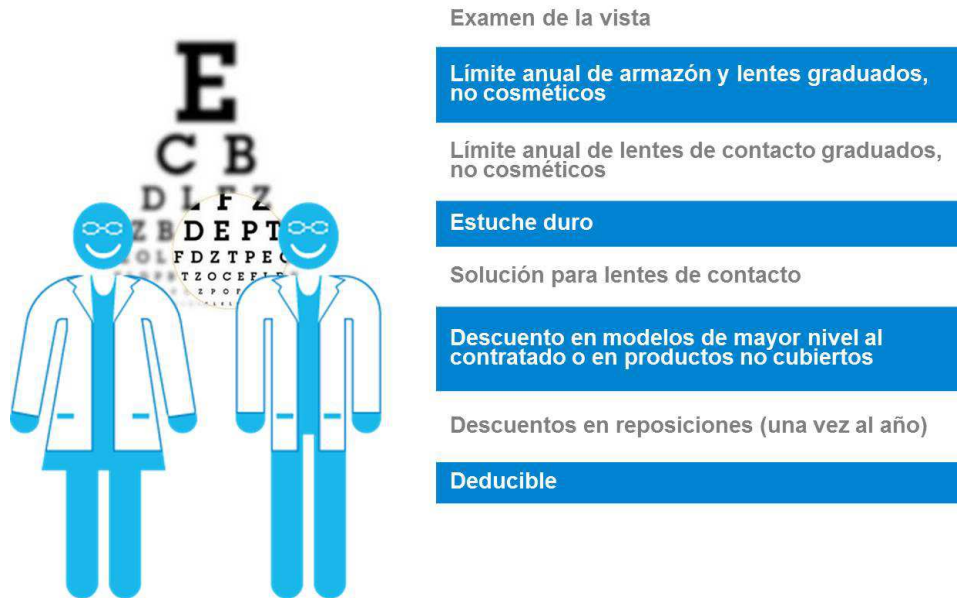 E
C B
D L F Z
Z B D E P T
F D Z T P E C
T Z O C E F L D
Z P O F
Examen de la vista
Límite anual de armazón y lentes graduados,
no cosméticos
Límite anual de lentes de contacto graduados,
no cosméticos
Estuche duro
Solución para lentes de contacto
Descuento en modelos de mayor nivel al
contratado o en productos no cubiertos
Descuentos en reposiciones (una vez al año)
Deducible